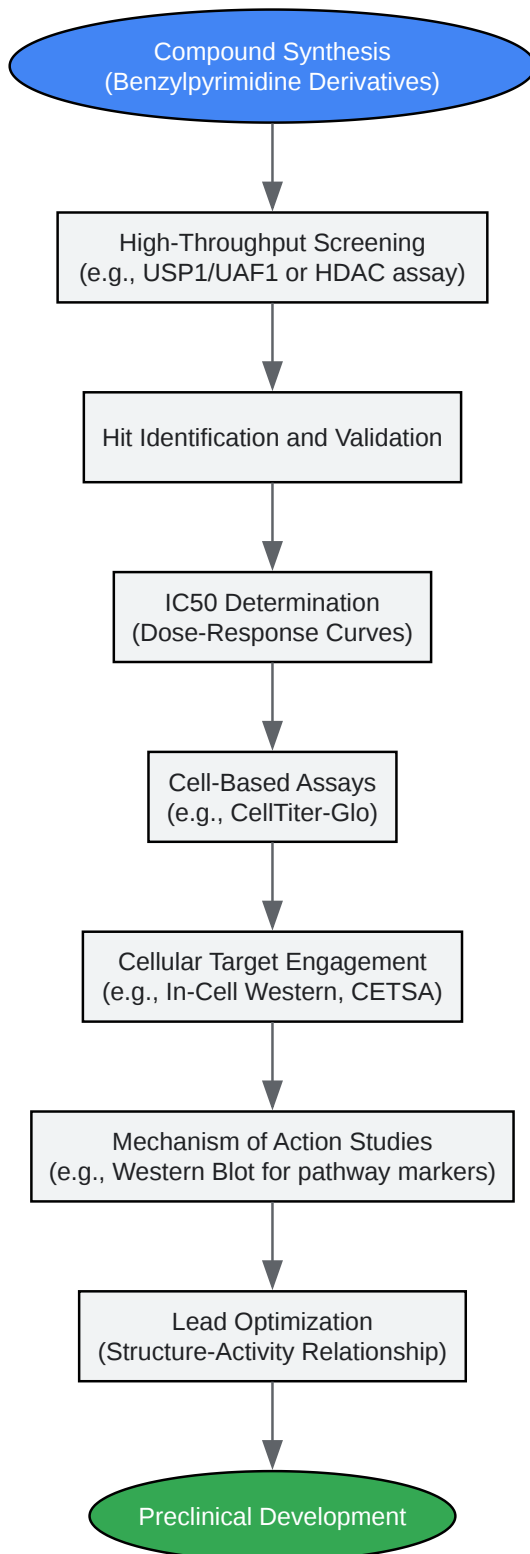 Compound Synthesis
(Benzylpyrimidine Derivatives)
High-Throughput Screening
(e.g., USP1/UAF1 or HDAC assay)
Hit Identification and Validation
IC50 Determination
(Dose-Response Curves)
Cell-Based Assays
(e.g., CellTiter-Glo)
Cellular Target Engagement
(e.g., In-Cell Western, CETSA)
Mechanism of Action Studies
(e.g., Western Blot for pathway markers)
Lead Optimization
(Structure-Activity Relationship)
Preclinical Development